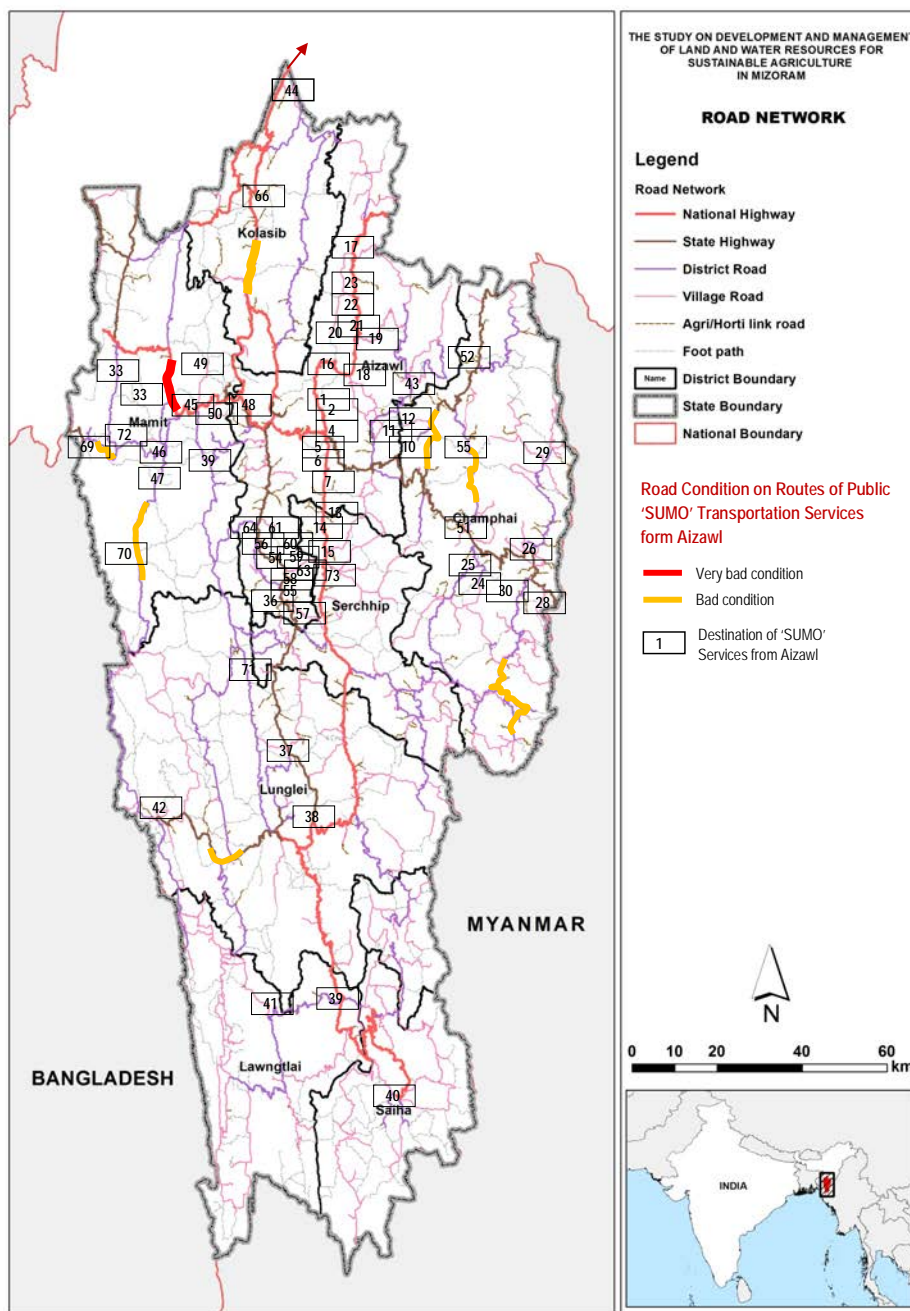 THE STUDY ON DEVELOPMENT AND MANAGEMENT
OF LAND AND WATER RESOURCES FOR
SUSTAINABLE AGRICULTURE
IN MIZORAM
ROAD NETWORK
Legend
Road Network
National Highway
State Highway
District Road
Village Road
Agri/Horti link road
Foot path
Name District Boundary
State Boundary
National Boundary
Road Condition on Routes of Public
‘SUMO’ Transportation Services
form Aizawl
Very bad condition
Bad condition
1 Destination of ‘SUMO’
Services from Aizawl
N
0 10 20 40 60
km
INDIA
44
66
Kolasib
17
23
22
21
20
19
52
16
Aizawl
49
33
18
43
33
1
45
48
2
50
12
Mamit
72
4
11
69
5
10
55
46
29
39
6
47
7
13
Champhai
64
61
14
51
56
60
15
26
70
54
59
25
63
73
58
24
30
65
36
Serchhip
28
57
71
37
Lunglei
42
38
MYANMAR
41
39
Lawngtlai
BANGLADESH
40
Saiha